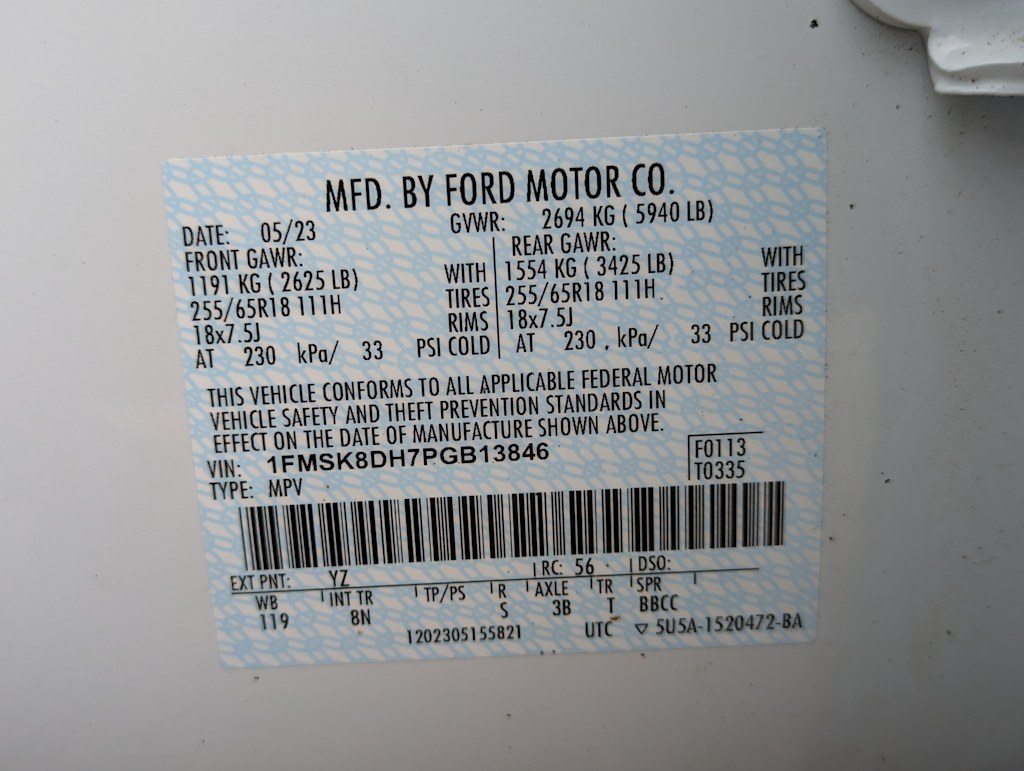 MFD. BY FORD MOTOR CO.
DATE: 05/23 GVWR: 2694 KG ( 5940 LB)
FRONT GAWR: REAR GAWR:
1191 KG ( 2625 LB) WITH 1554 KG ( 3425 LB) WITH
255/65R18 111H TIRES 255/65R18 111H TIRES
18x7.5J RIMS 18x7.5J RIMS
AT 230 kPa/ 33 PSI COLD AT 230 kPa/ 33 PSI COLD
THIS VEHICLE CONFORMS TO ALL APPLICABLE FEDERAL MOTOR
VEHICLE SAFETY AND THEFT PREVENTION STANDARDS IN
EFFECT ON THE DATE OF MANUFACTURE SHOWN ABOVE.
VIN: 1FMSK8DH7PGB13846 F0113
TYPE: MPV T0335
EXT PNT: YZ RC: 56 DSO:
WB INT TR TP/PS R AXLE TR SPR
119 8N S 3B T BBCC
1202305155821 UTC ▽ 5U5A-1520472-BA